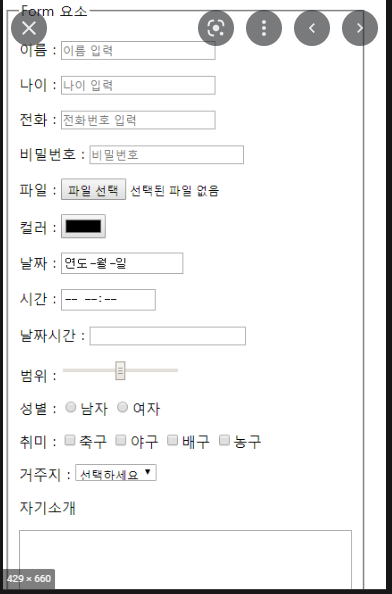 Form 요소
이름 : 이름 입력
나이 : 나이 입력
전화 : 전화번호 입력
비밀번호 : 비밀번호
파일 : 파일 선택 선택된 파일 없음
컬러 :
날짜 : 연도-월-일
시간 : -- --:--
날짜시간 :
범위 :
성별 : 남자 여자
취미 : 축구 야구 배구 농구
거주지 : 선택하세요
자기소개
429 × 660